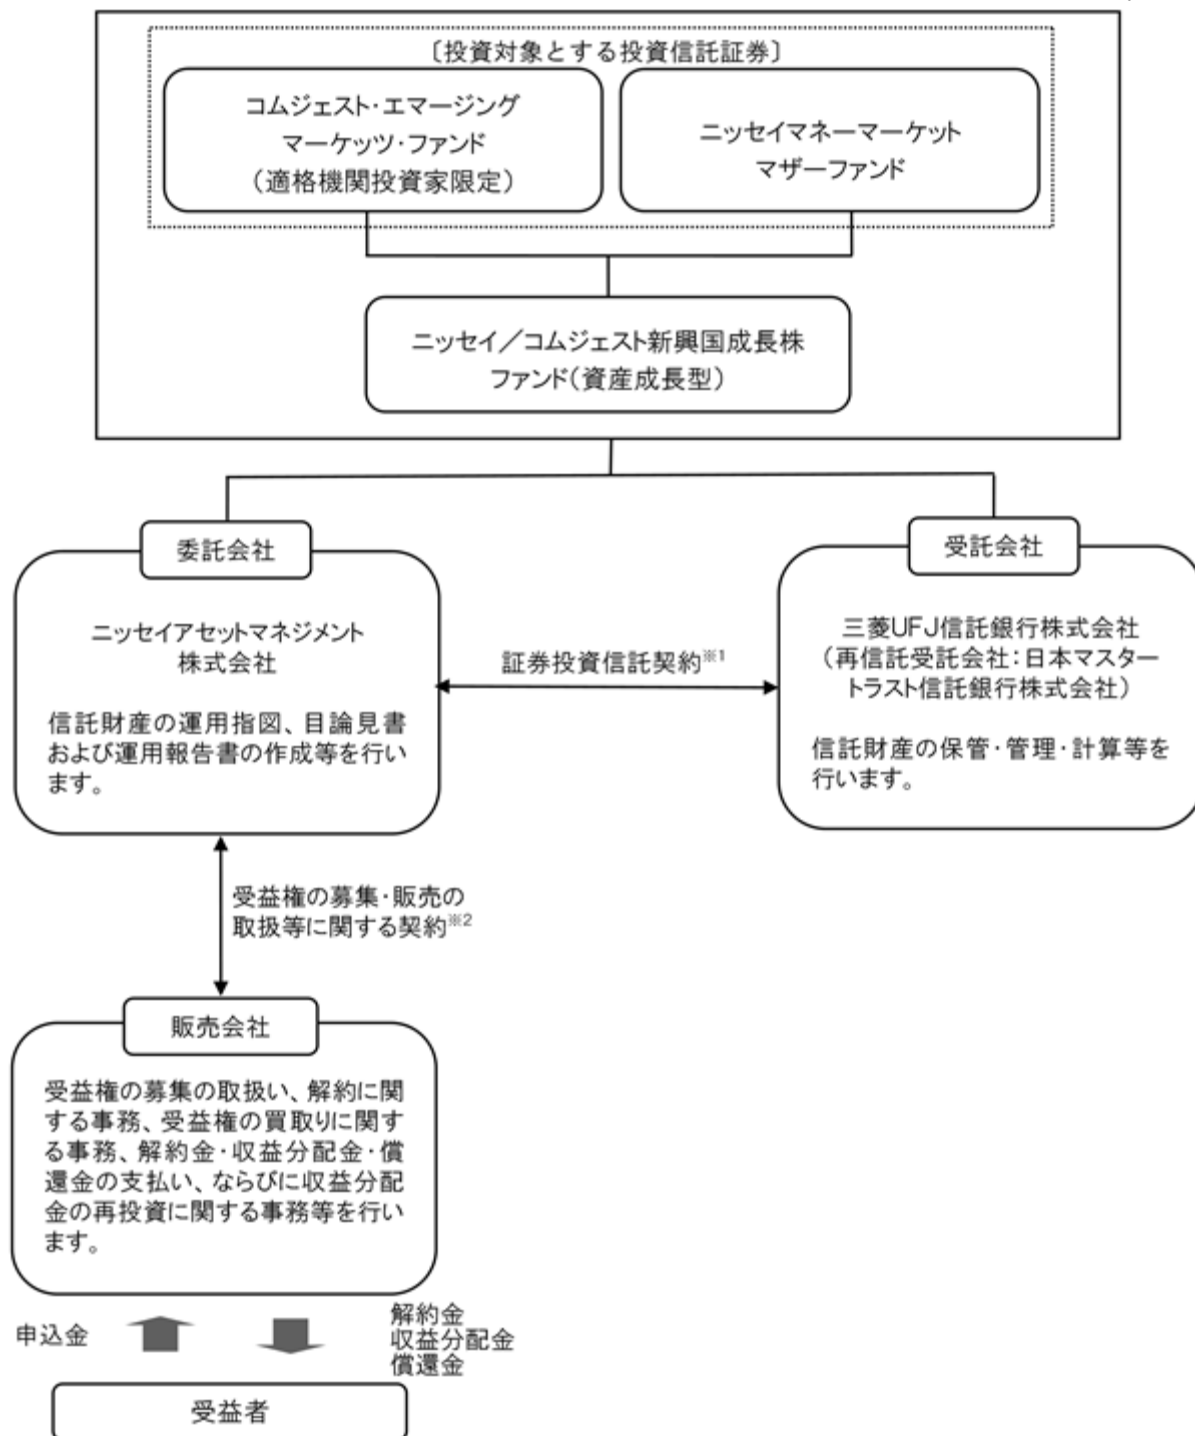 〔投資対象とする投資信託証券〕
コムジェスト・エマージング
マーケッツ・ファンド
（適格機関投資家限定）
ニッセイマネーマーケット
マザーファンド
ニッセイ／コムジェスト新興国成長株
ファンド（資産成長型）
委託会社
ニッセイアセットマネジメント
株式会社
信託財産の運用指図、目論見書
および運用報告書の作成等を行い
ます。
証券投資信託契約※1
受託会社
三菱UFJ信託銀行株式会社
（再信託受託会社：日本マスター
トラスト信託銀行株式会社）
信託財産の保管・管理・計算等を
行います。
受益権の募集・販売の
取扱等に関する契約※2
販売会社
受益権の募集の取扱い、解約に関
する事務、受益権の買取りに関す
る事務、解約金・収益分配金・償
還金の支払い、ならびに収益分配
金の再投資に関する事務等を行い
ます。
申込金
解約金
収益分配金
償還金
受益者